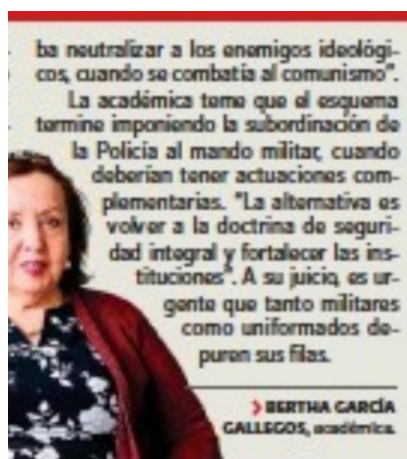 ba neutralizar a los enemigos ideológi-
cos, cuando se combatía al comunismo”.
La académica teme que el esquema
termine imponiendo la subordinación de
la Policía al mando militar, cuando
deberían tener actuaciones com-
plementarias. “La alternativa es
volver a la doctrina de seguri-
dad integral y fortalecer las ins-
tituciones”. A su juicio, es ur-
gente que tanto militares
como uniformados de-
puren sus filas.
BERTHA GARCÍA
GALLEGOS, académica.